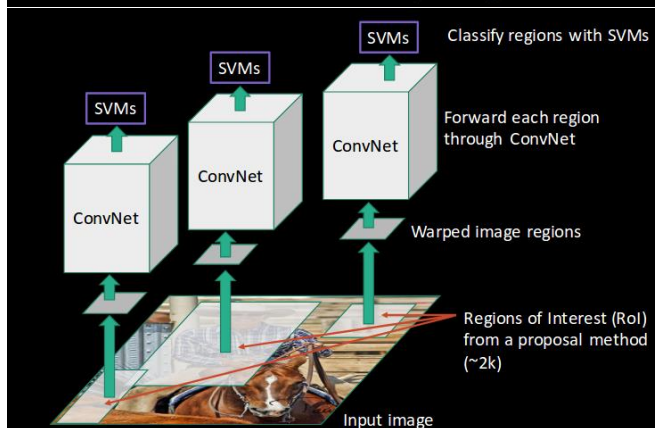 SVMs
Classify regions with SVMs
SVMs
SVMs
Forward each region
through ConvNet
ConvNet
ConvNet
ConvNet
Warped image regions
Regions of Interest (RoI)
from a proposal method
(~2k)
Input image